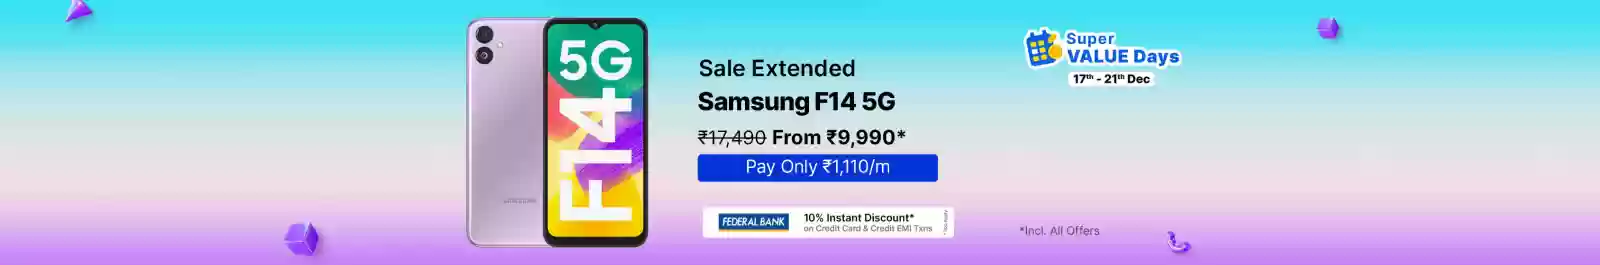 5G
F14
SAMSUNG
Sale Extended
Samsung F14 5G
₹17,490 From ₹9,990*
Pay Only ₹1,110/m
FEDERAL BANK
10% Instant Discount*
on Credit Card & Credit EMI Txns
Super
VALUE Days
17th - 21st Dec
*Incl. All Offers